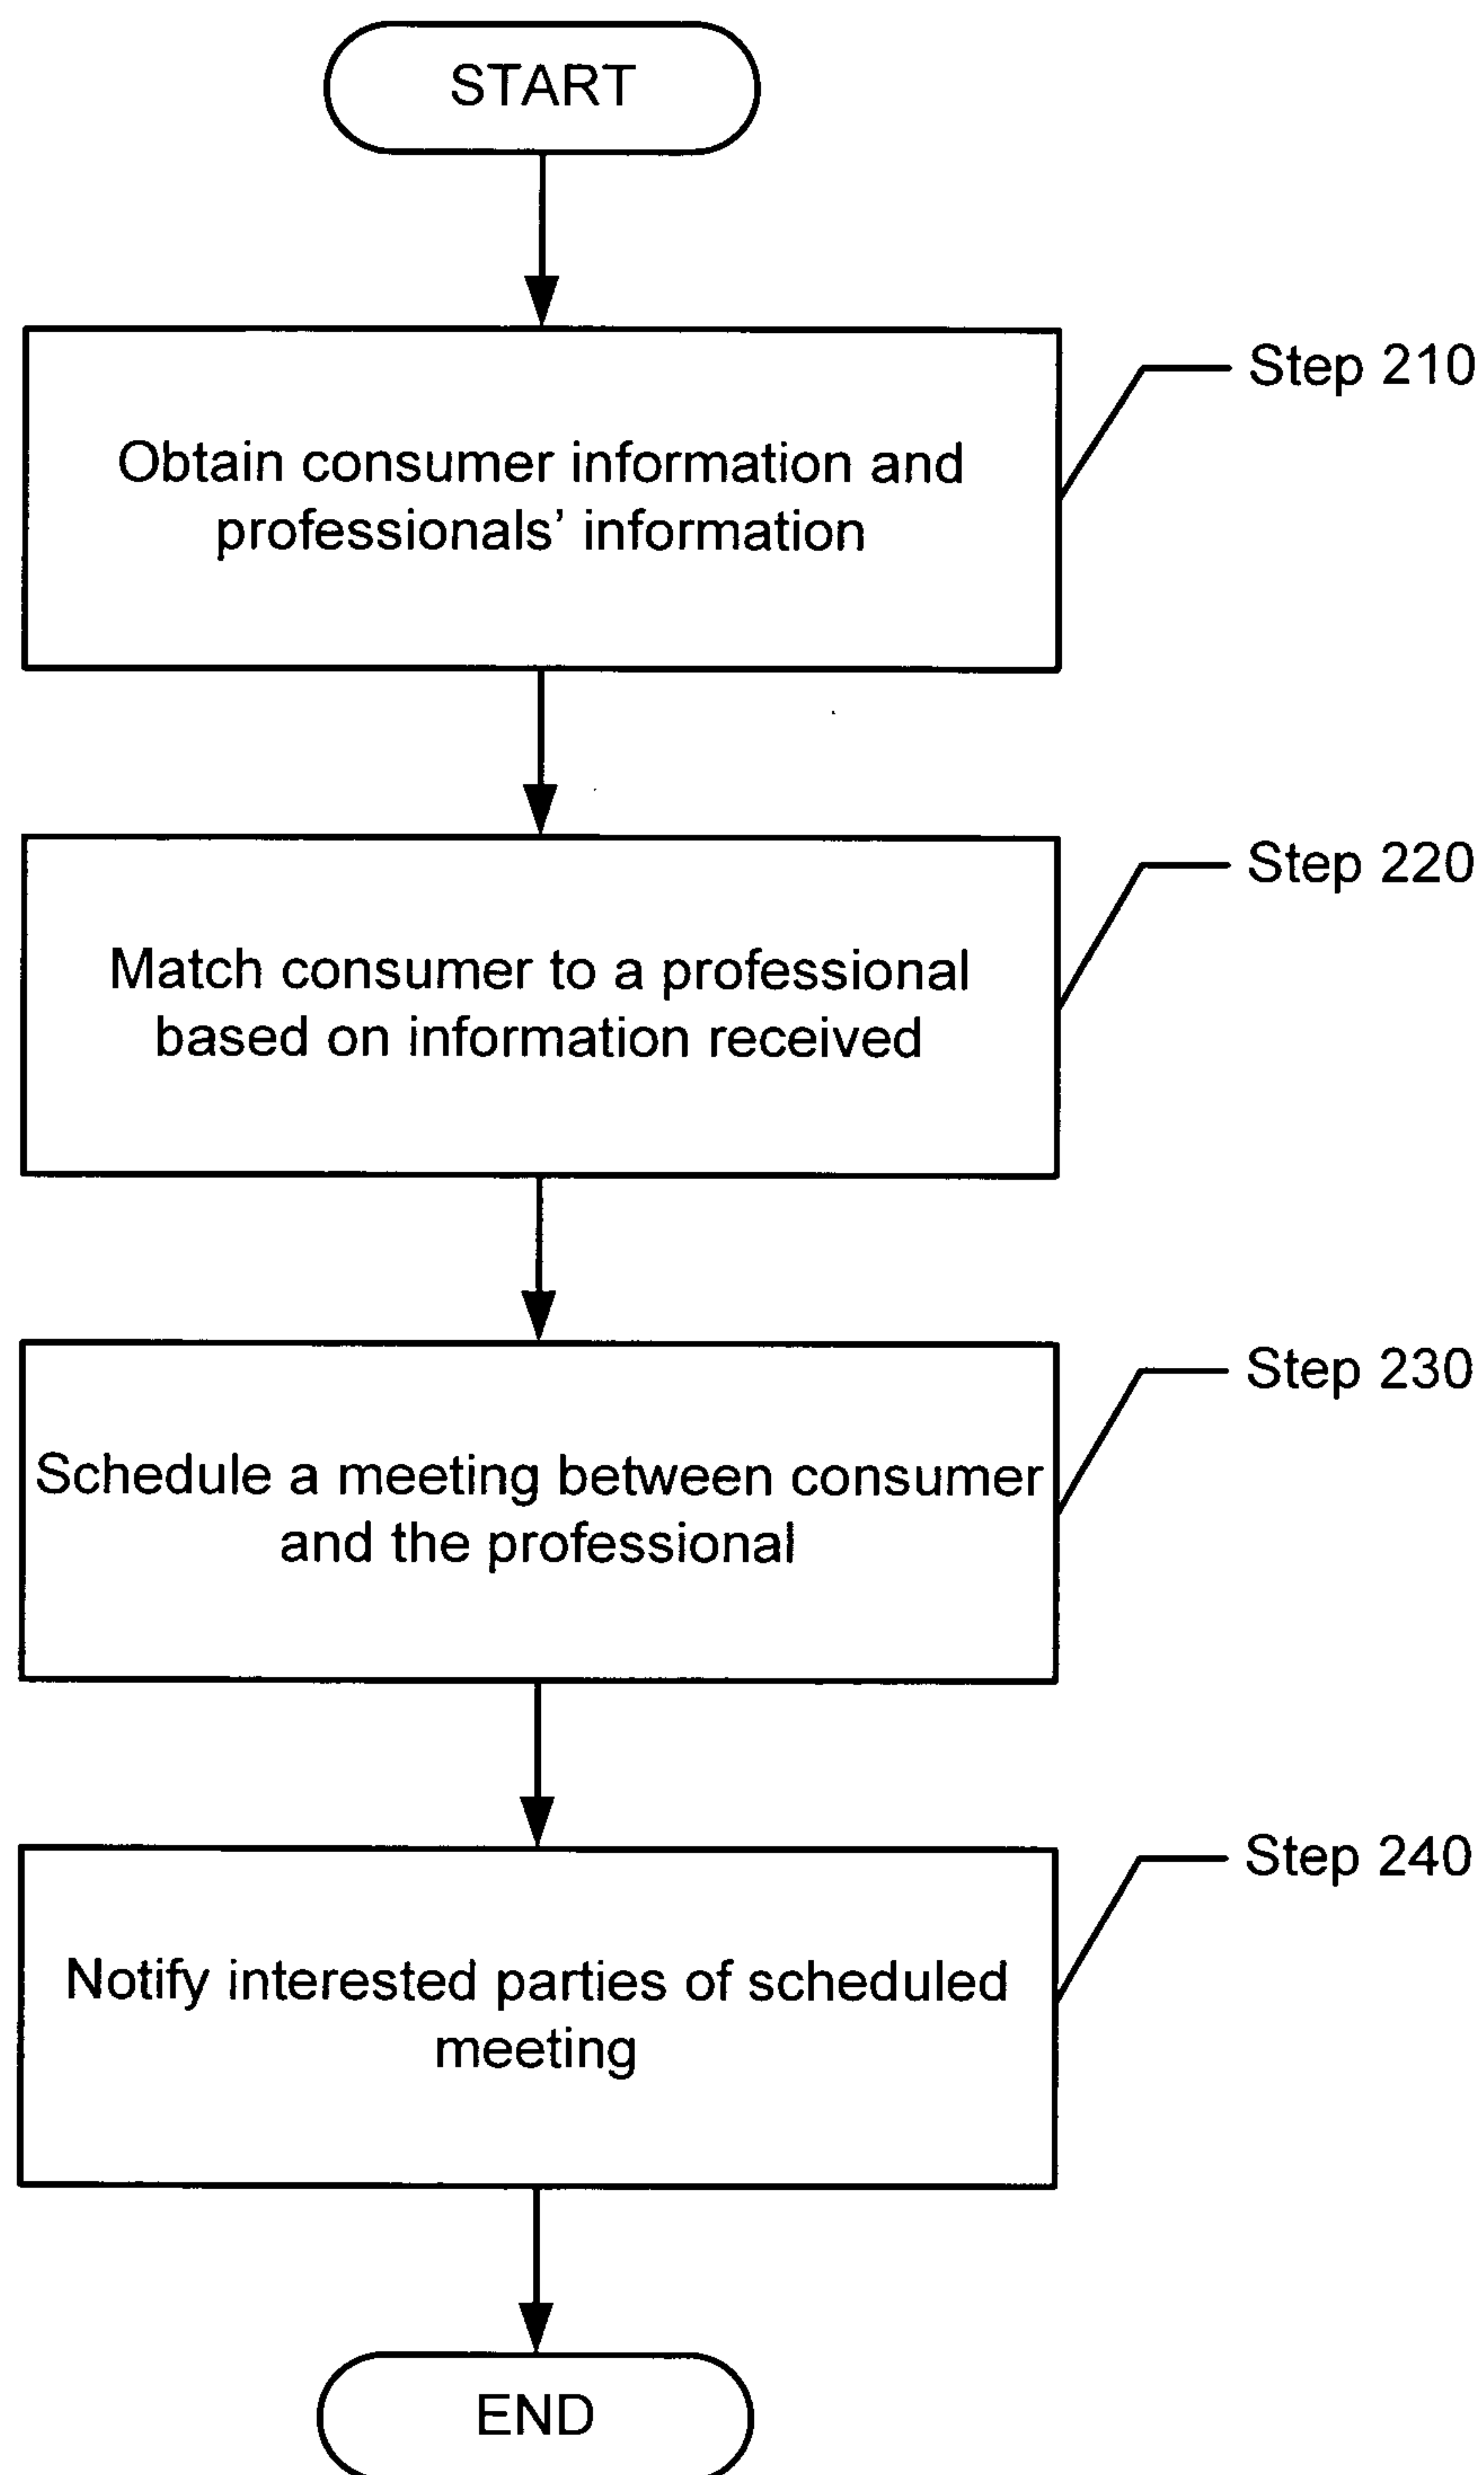 START
Step 210
Obtain consumer information and
professionals’ information
Step 220
Match consumer to a professional
based on information received
Step 230
Schedule a meeting between consumer
and the professional
Step 240
Notify interested parties of scheduled
meeting
END